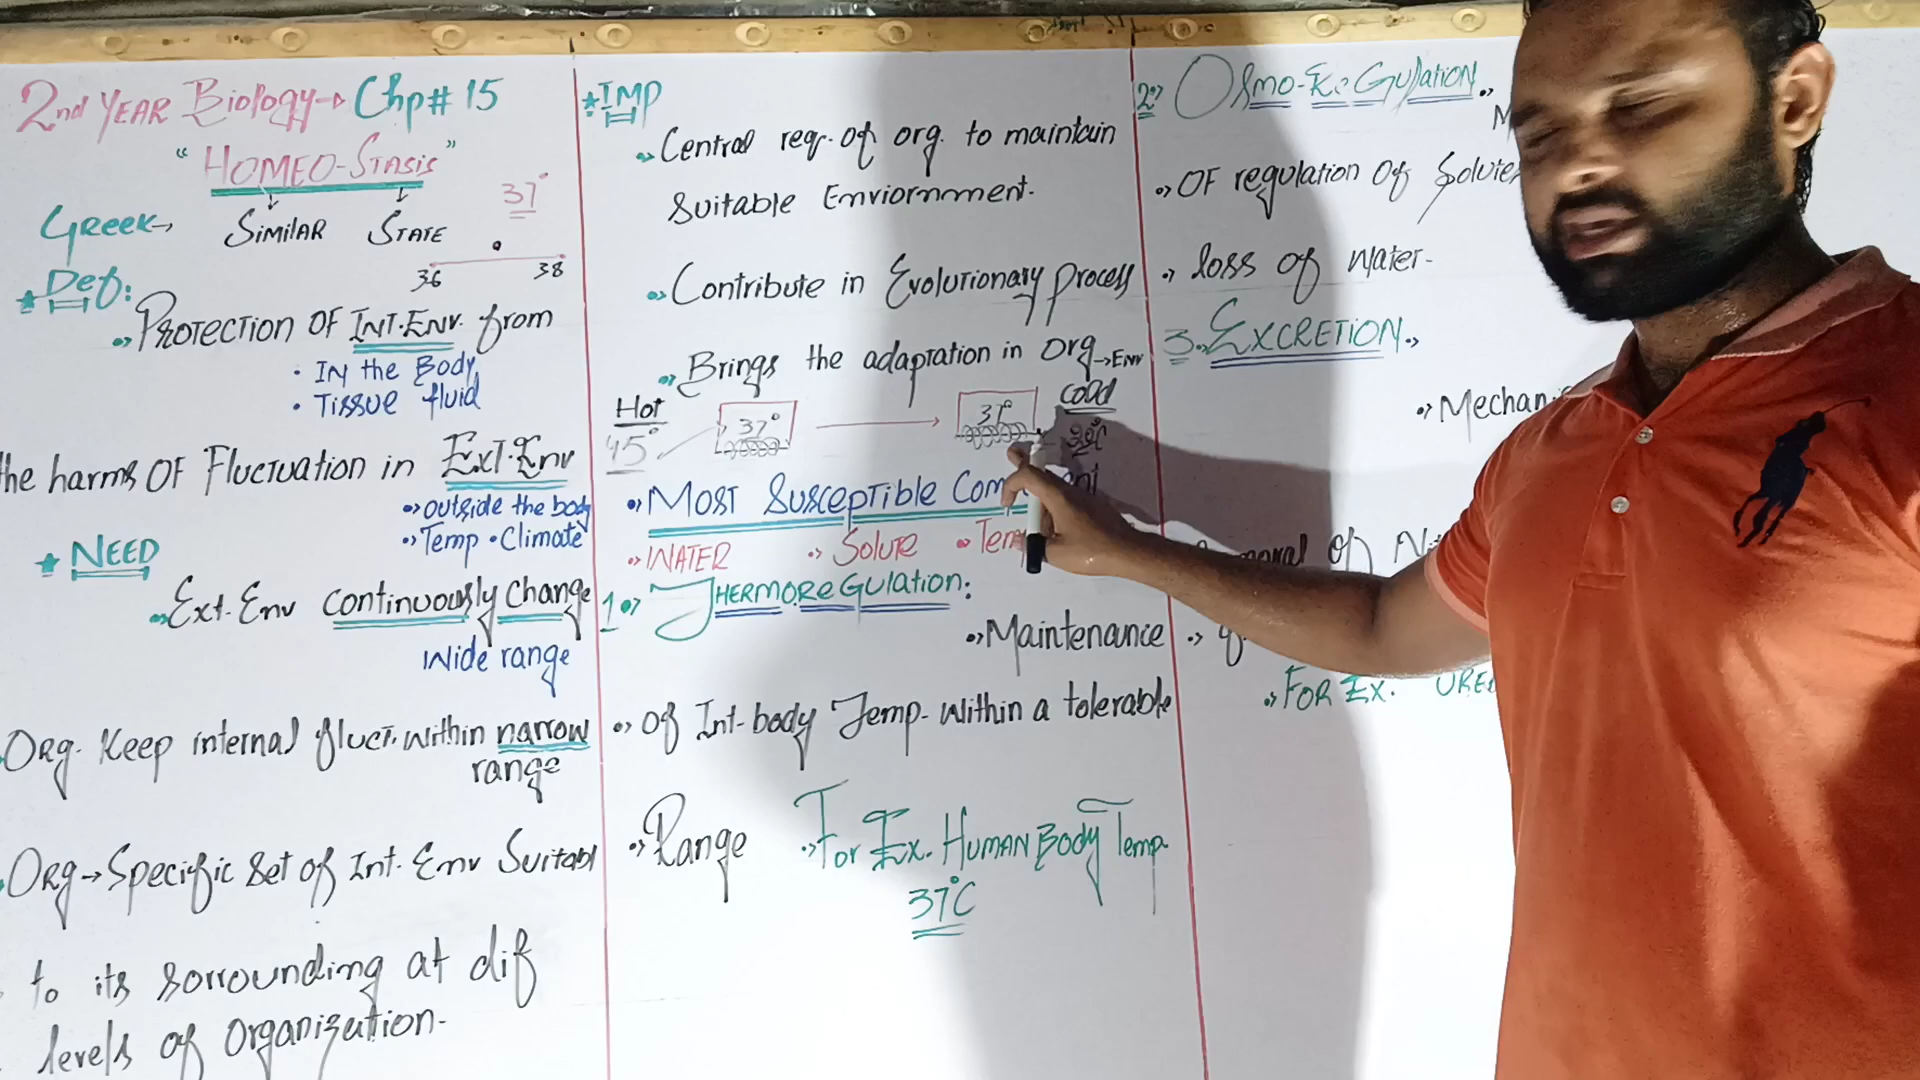 2nd YEAR Biology→ Chp# 15
"HOMEO-Stasis"
Greek→ SIMILAR STATE
37°
36 38
★ Def:
PROTECTION OF INT.ENV. from
• IN the Body
• Tissue fluid
the harms OF Fluctuation in Ext.Env
outside the body
Temp • Climate
★ NEED
Ext. Env continuously change
Wide range
Org. Keep internal fluct. within narrow
range
Org→Specific Set of Int. Env Suitabl
to its sorrounding at dif
levels of organization.
★IMP
Central reqr. of org. to maintain
Suitable Enviornmment.
Contribute in Evolutionary process
Brings the adaptation in Org→Env
Hot 45° 37° 37° cold
MOST Susceptible Com
WATER Solute Tem
1 THERMOREGulation:
Maintenance
of Int-body Temp. within a tolerable
Range For Ex. HUMAN BODY Temp.
37°C
2 OSmo-ReGulation.
OF regulation Of Solute
loss of water.
3. EXCRETION.
Mechani
of N
FOR EX. URE